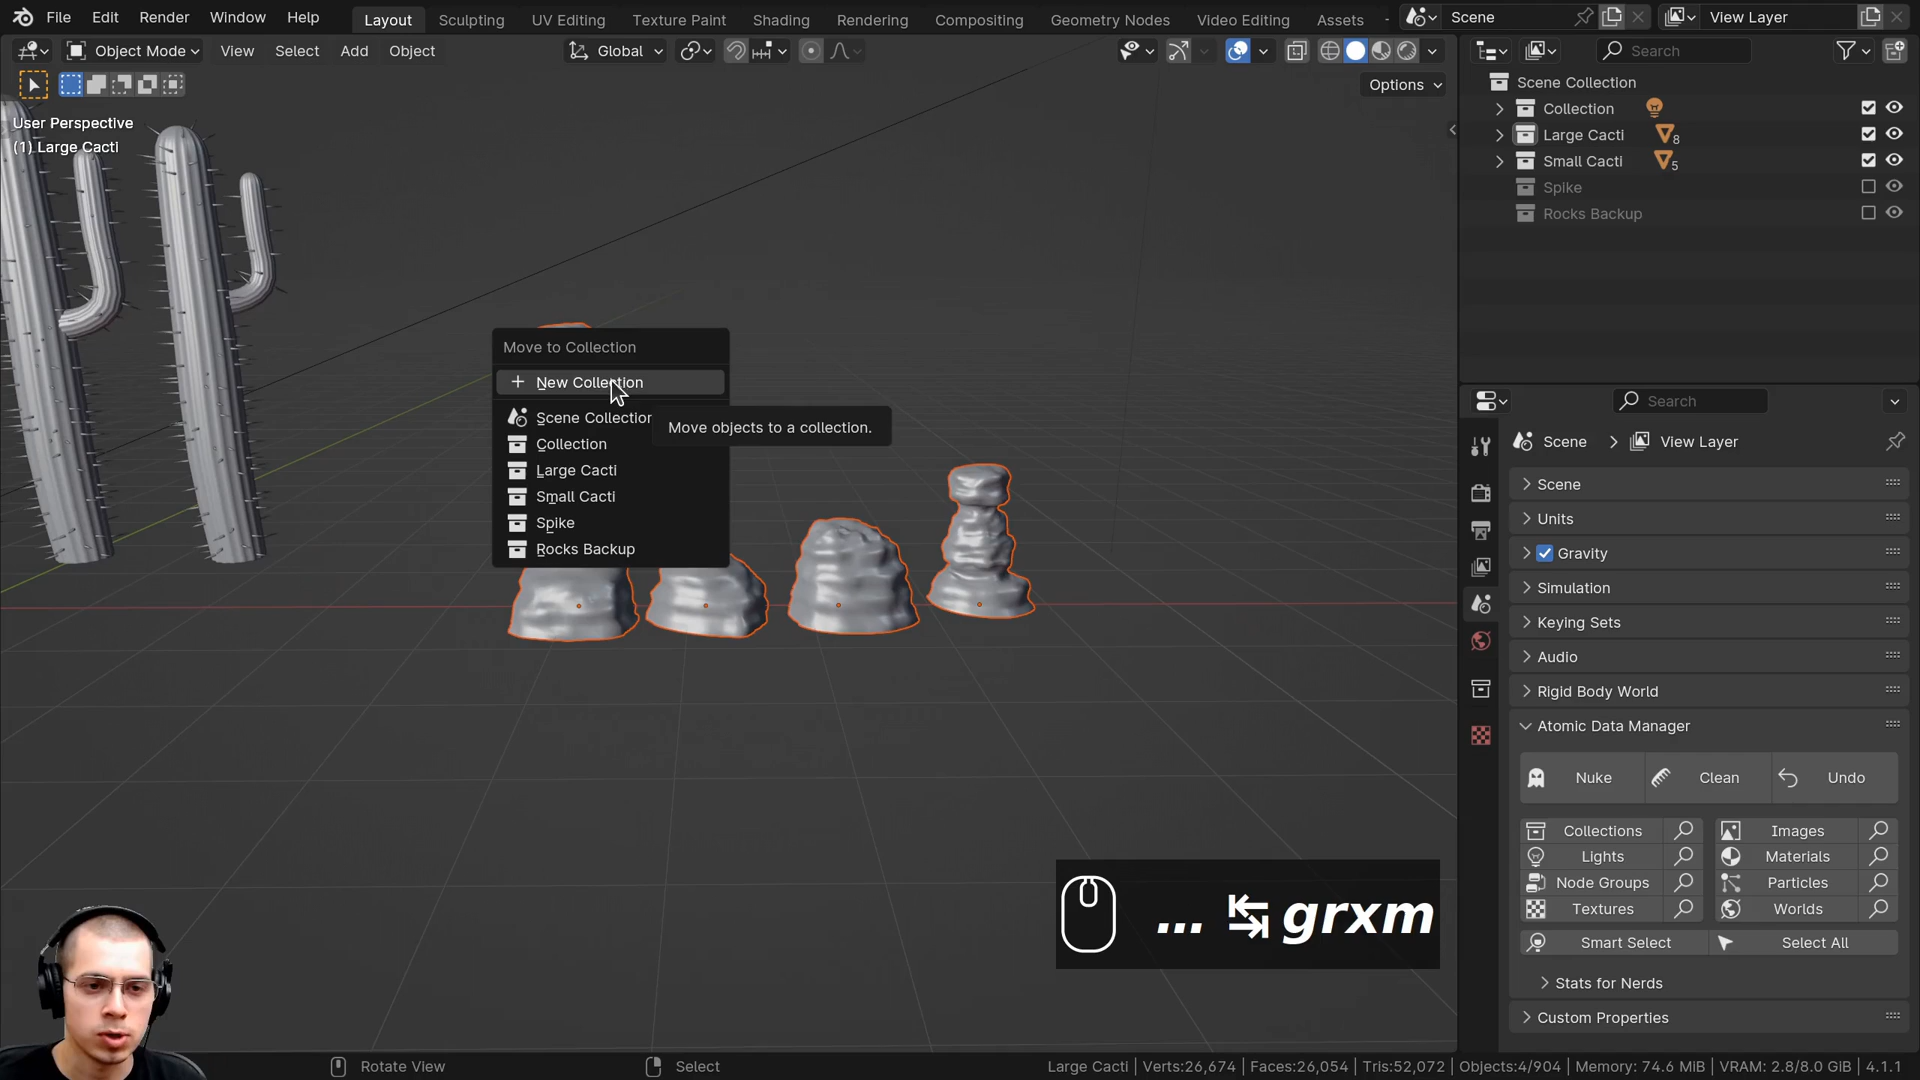 File Edit Render Window Help Layout Sculpting UV Editing Texture Paint Shading Rendering Compositing Geometry Nodes Video Editing Assets Scene View Layer
Object Mode View Select Add Object Global Search
Options
User Perspective
(1) Large Cacti
Scene Collection
Collection
Large Cacti 8
Small Cacti 5
Spike
Rocks Backup
Move to Collection
New Collection
Scene Collection
Move objects to a collection.
Collection
Large Cacti
Small Cacti
Spike
Rocks Backup
Search
Scene View Layer
Scene
Units
Gravity
Simulation
Keying Sets
Audio
Rigid Body World
Atomic Data Manager
Nuke Clean Undo
Collections Images
Lights Materials
Node Groups Particles
Textures Worlds
Smart Select Select All
Stats for Nerds
Custom Properties
... ↹ grxm
Rotate View Select Large Cacti | Verts:26,674 | Faces:26,054 | Tris:52,072 | Objects:4/904 | Memory: 74.6 MiB | VRAM: 2.8/8.0 GiB | 4.1.1